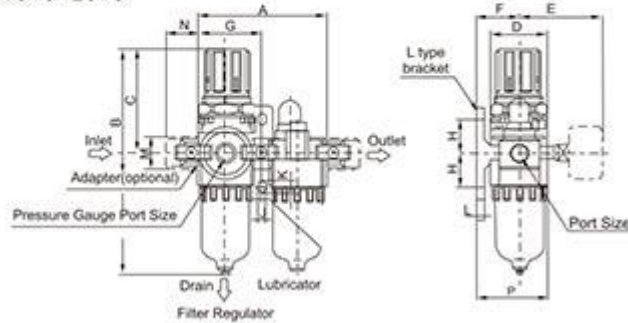 A
N
G
F
E
D
L type
bracket
C
B
Inlet
Outlet
H
H
M
K
Adapter(optional)
Pressure Gauge Port Size
J
L
Port Size
Drain
Lubricator
P
Filter Regulator